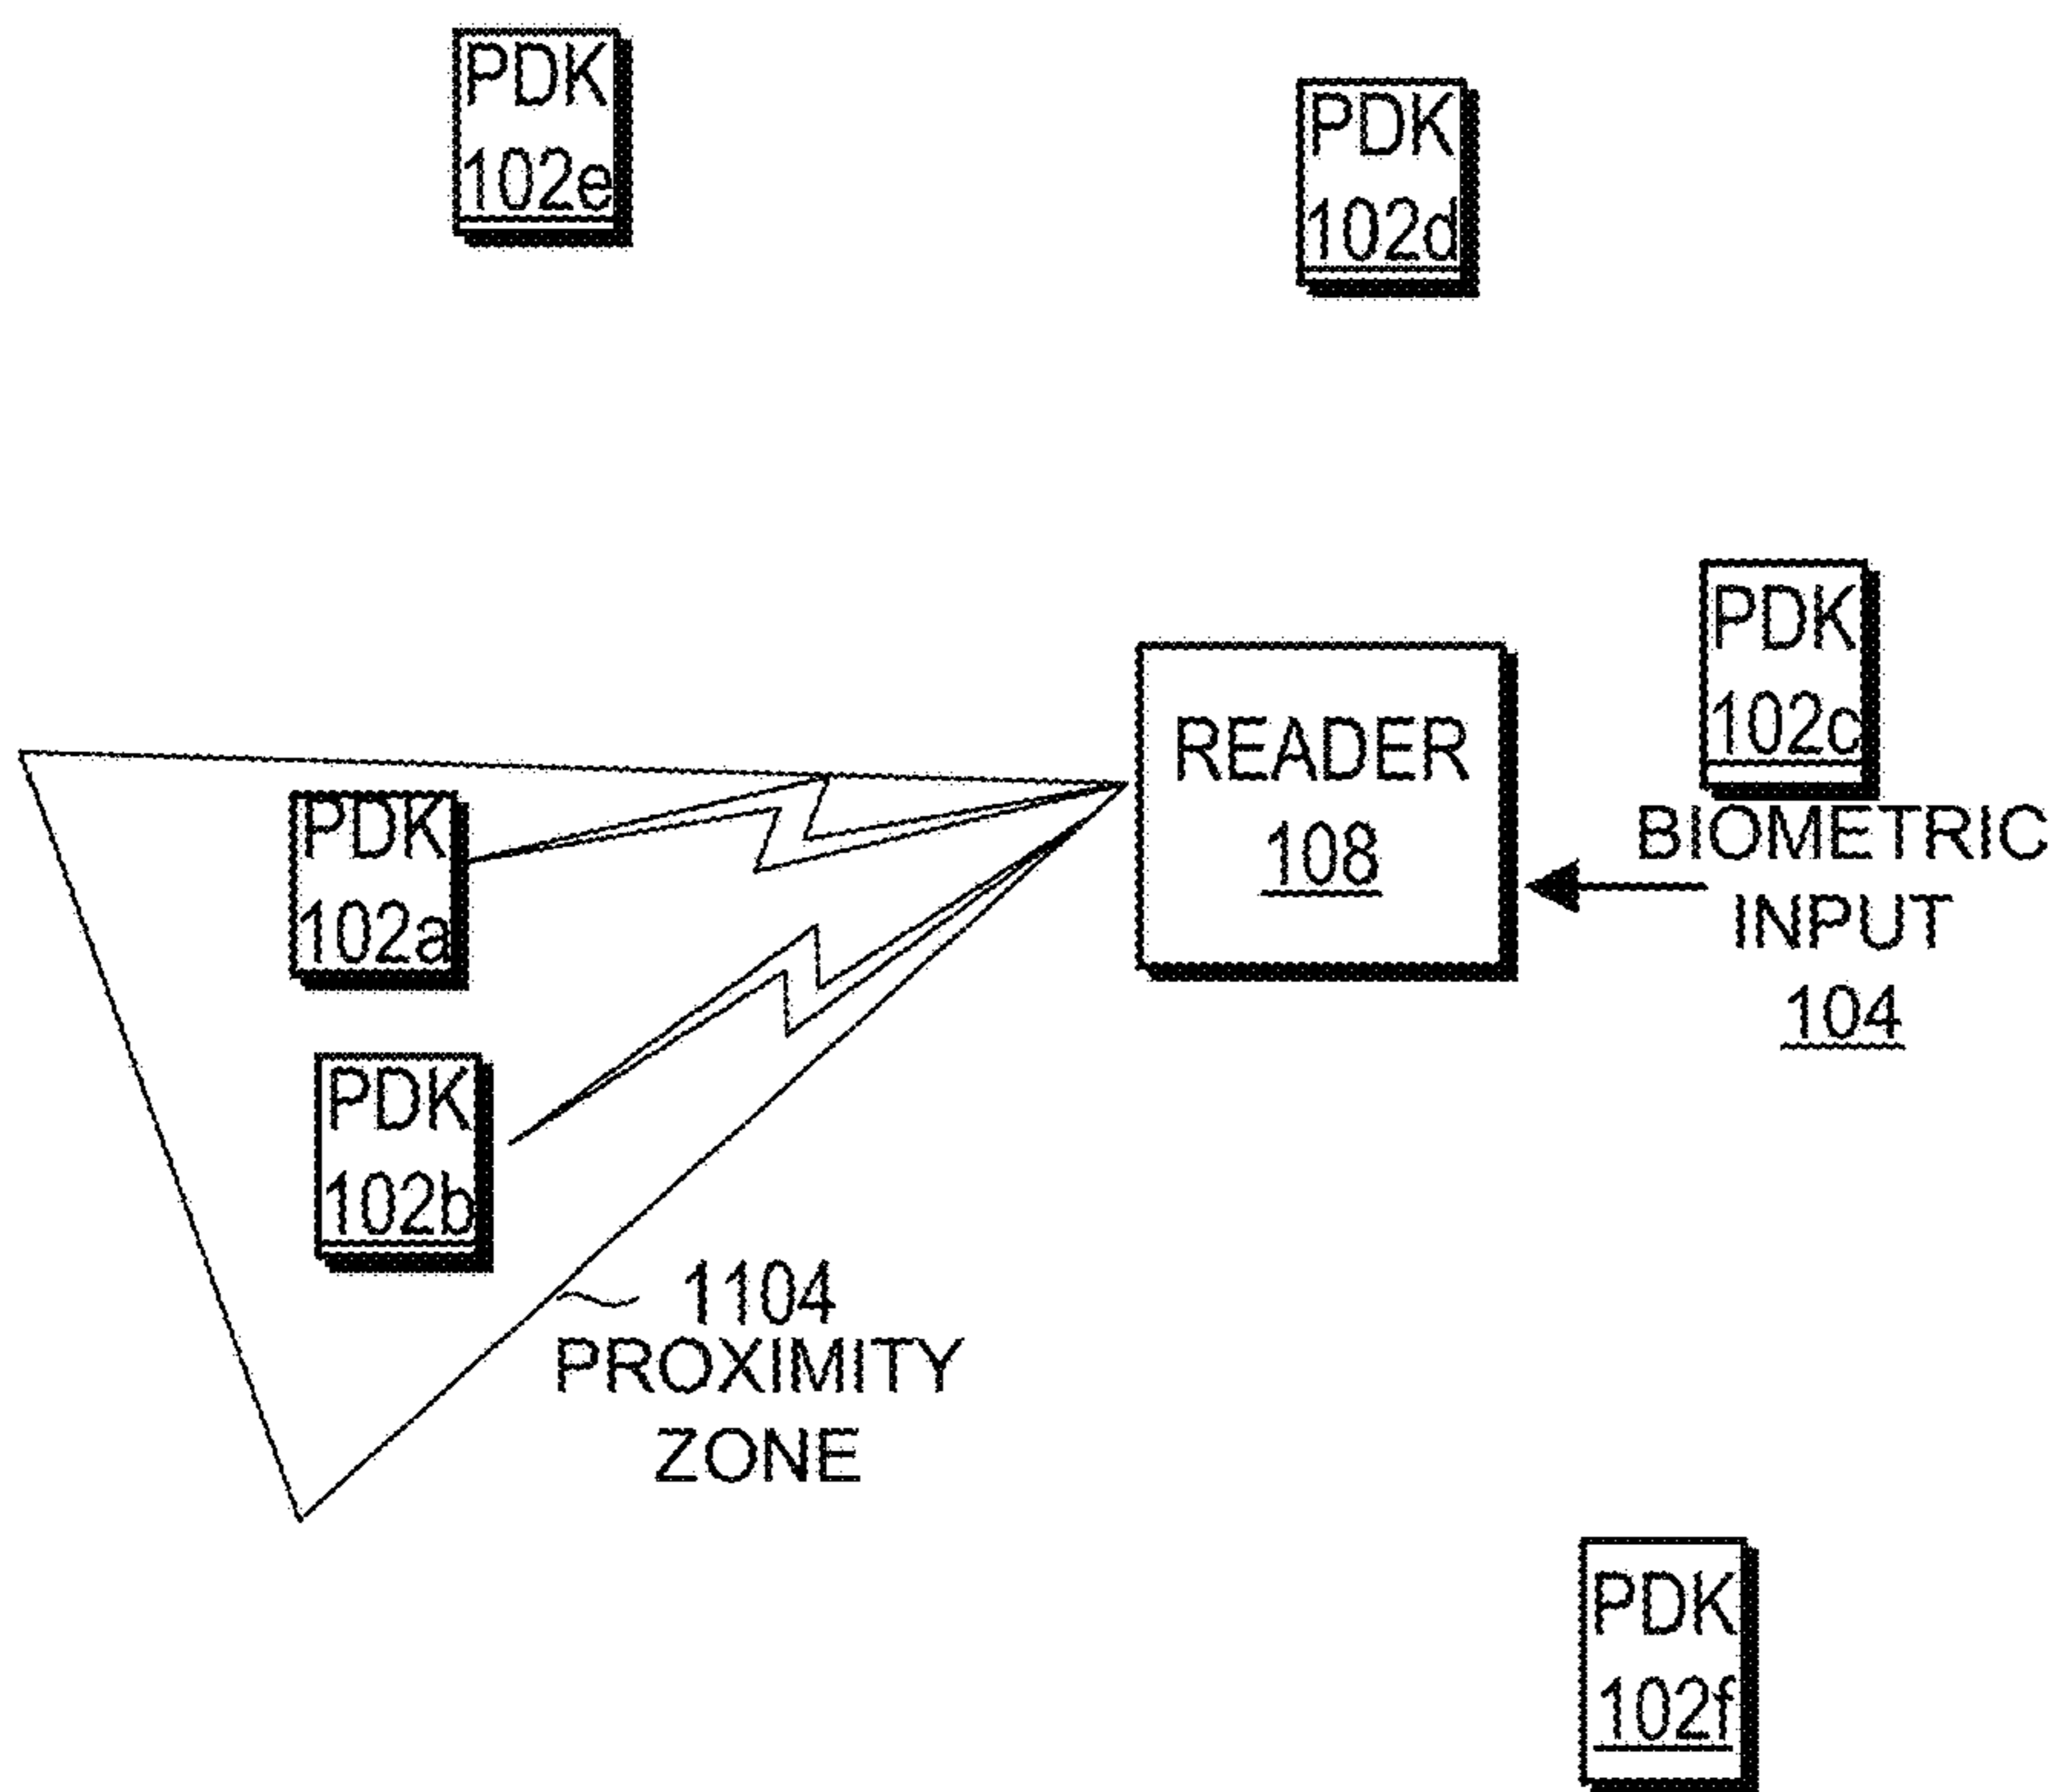 PDK
102e
PDK
102d
PDK
102c
READER
108
BIOMETRIC
INPUT
104
PDK
102a
PDK
102b
1104
PROXIMITY
ZONE
PDK
102f